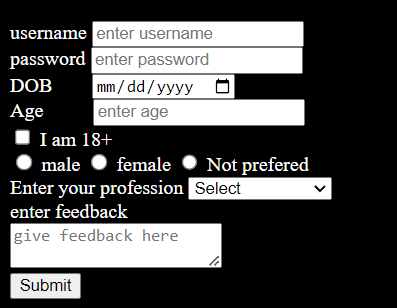 username enter username
password enter password
DOB mm/dd/yyyy
Age enter age
I am 18+
male female Not prefered
Enter your profession Select
enter feedback
give feedback here
Submit